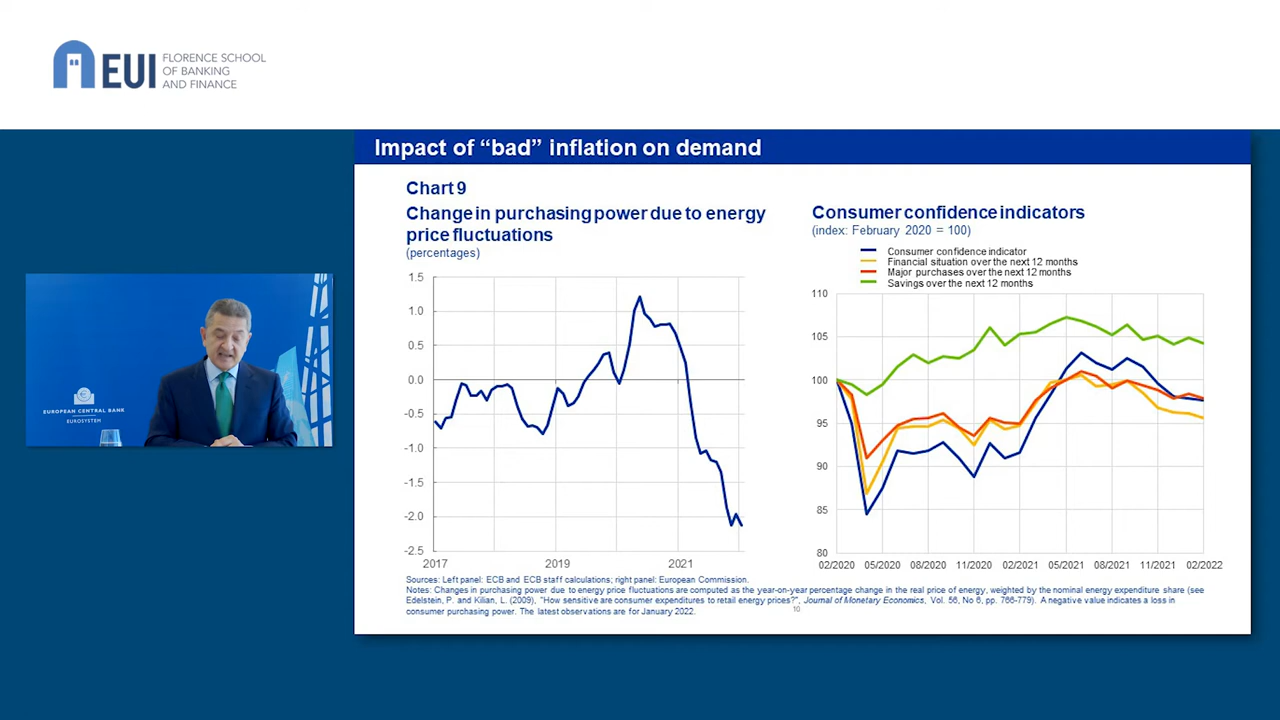 EUI
FLORENCE SCHOOL
OF BANKING
AND FINANCE
Impact of “bad” inflation on demand
Chart 9
Change in purchasing power due to energy
price fluctuations
(percentages)
1.5
1.0
0.5
0.0
-0.5
-1.0
-1.5
-2.0
-2.5
2017 2019 2021
Consumer confidence indicators
(index: February 2020 = 100)
Consumer confidence indicator
Financial situation over the next 12 months
Major purchases over the next 12 months
Savings over the next 12 months
110
105
100
95
90
85
80
02/2020 05/2020 08/2020 11/2020 02/2021 05/2021 08/2021 11/2021 02/2022
Sources: Left panel: ECB and ECB staff calculations; right panel: European Commission.
Notes: Changes in purchasing power due to energy price fluctuations are computed as the year-on-year percentage change in the real price of energy, weighted by the nominal energy expenditure share (see
Edelstein, P. and Kilian, L. (2009), "How sensitive are consumer expenditures to retail energy prices?", Journal of Monetary Economics, Vol. 56, No 6, pp. 766-779). A negative value indicates a loss in
consumer purchasing power. The latest observations are for January 2022.
10
EUROPEAN CENTRAL BANK
EUROSYSTEM